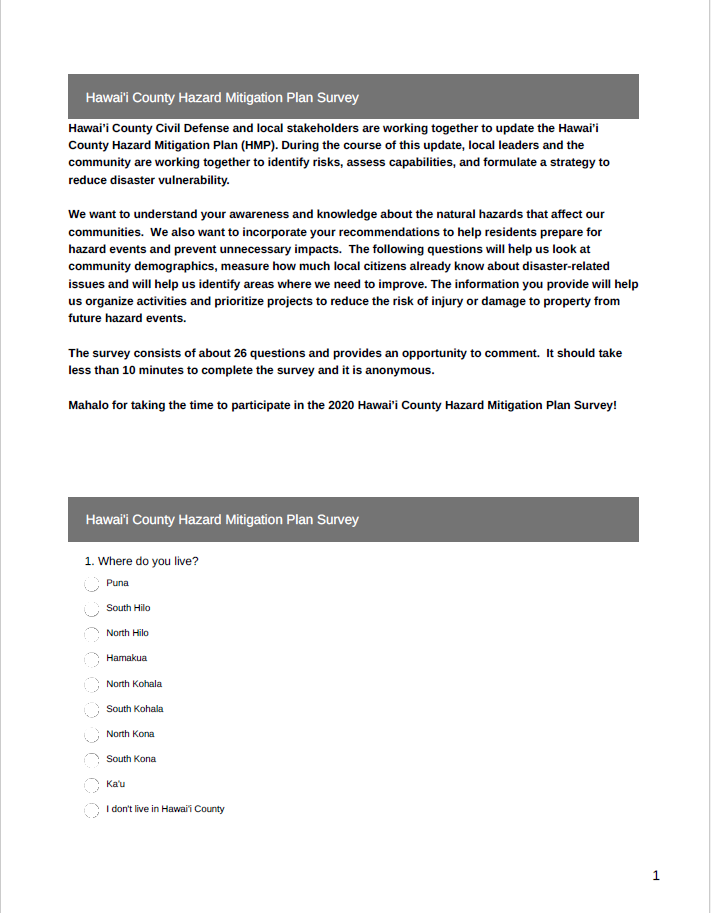 Hawai'i County Hazard Mitigation Plan Survey
Hawai’i County Civil Defense and local stakeholders are working together to update the Hawai’i
County Hazard Mitigation Plan (HMP). During the course of this update, local leaders and the
community are working together to identify risks, assess capabilities, and formulate a strategy to
reduce disaster vulnerability.
We want to understand your awareness and knowledge about the natural hazards that affect our
communities.  We also want to incorporate your recommendations to help residents prepare for
hazard events and prevent unnecessary impacts.  The following questions will help us look at
community demographics, measure how much local citizens already know about disaster-related
issues and will help us identify areas where we need to improve. The information you provide will help
us organize activities and prioritize projects to reduce the risk of injury or damage to property from
future hazard events.
The survey consists of about 26 questions and provides an opportunity to comment.  It should take
less than 10 minutes to complete the survey and it is anonymous.
Mahalo for taking the time to participate in the 2020 Hawai’i County Hazard Mitigation Plan Survey!
Hawai'i County Hazard Mitigation Plan Survey
1. Where do you live?
Puna
South Hilo
North Hilo
Hamakua
North Kohala
South Kohala
North Kona
South Kona
Ka'u
I don't live in Hawai'i County
1